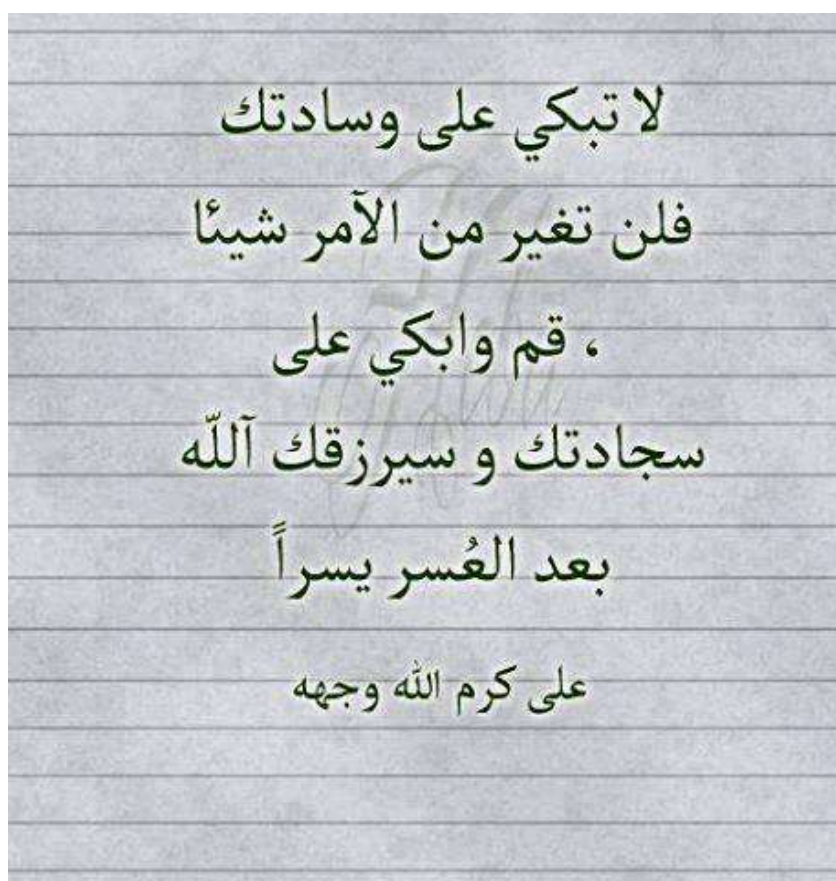 لا تبكي على وسادتك
فلن تغير من الآمر شيئا
، قم وابكي على
سجادتك و سيرزقك آللّه
بعد العُسر يسراً
على كرم الله وجهه